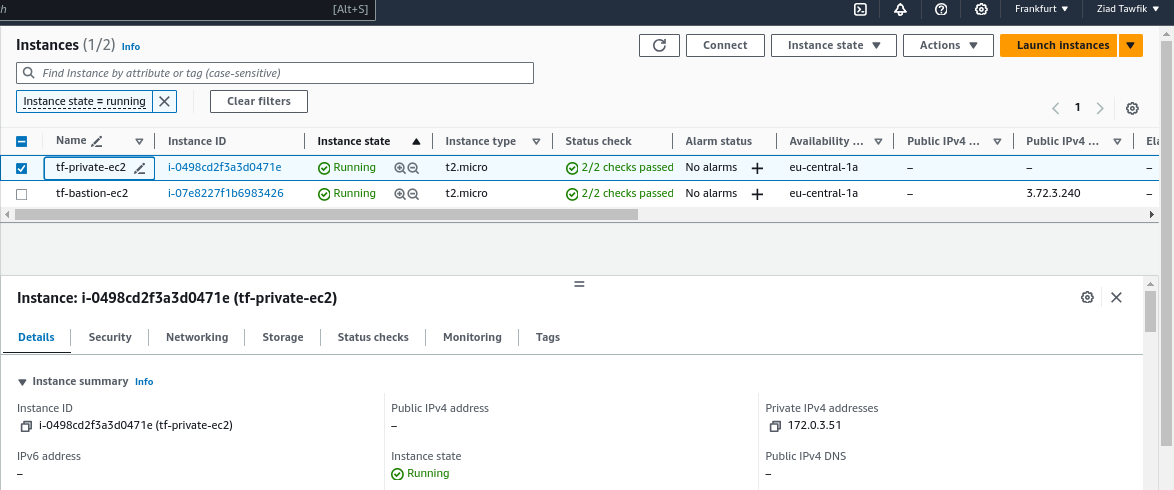 h [Alt+S] Frankfurt Ziad Tawfik
Instances (1/2) Info Connect Instance state Actions Launch instances
Find Instance by attribute or tag (case-sensitive)
Instance state = running Clear filters
1
Name Instance ID Instance state Instance type Status check Alarm status Availability ... Public IPv4 ... Public IPv4 ... Ela
tf-private-ec2 i-0498cd2f3a3d0471e Running t2.micro 2/2 checks passed No alarms eu-central-1a – – –
tf-bastion-ec2 i-07e8227f1b6983426 Running t2.micro 2/2 checks passed No alarms eu-central-1a – 3.72.3.240 –
Instance: i-0498cd2f3a3d0471e (tf-private-ec2)
Details Security Networking Storage Status checks Monitoring Tags
Instance summary Info
Instance ID Public IPv4 address Private IPv4 addresses
i-0498cd2f3a3d0471e (tf-private-ec2) – 172.0.3.51
IPv6 address Instance state Public IPv4 DNS
– Running –